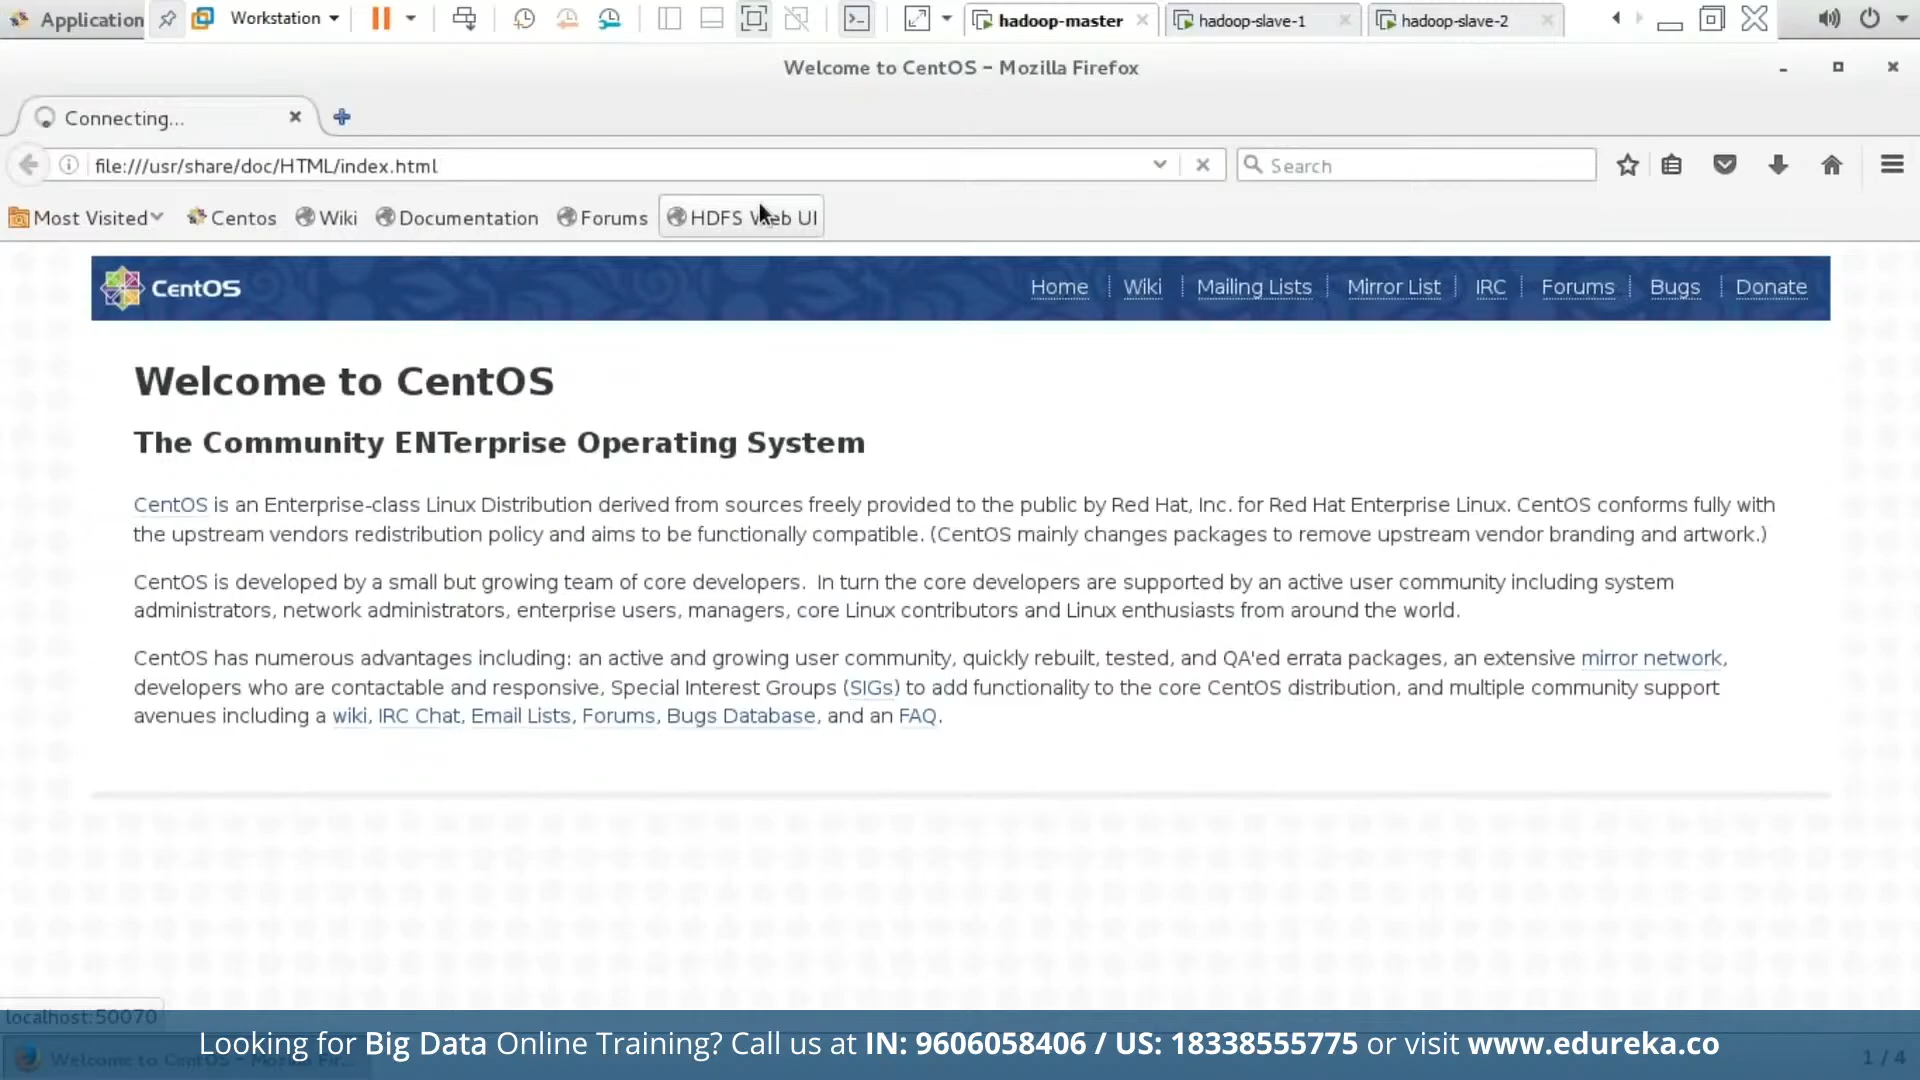 Application
Workstation
hadoop-master
hadoop-slave-1
hadoop-slave-2
Welcome to CentOS – Mozilla Firefox
Connecting...
file:///usr/share/doc/HTML/index.html
Search
Most Visited
Centos
Wiki
Documentation
Forums
HDFS Web UI
CentOS
Home
Wiki
Mailing Lists
Mirror List
IRC
Forums
Bugs
Donate
Welcome to CentOS
The Community ENTerprise Operating System
CentOS is an Enterprise-class Linux Distribution derived from sources freely provided to the public by Red Hat, Inc. for Red Hat Enterprise Linux. CentOS conforms fully with
the upstream vendors redistribution policy and aims to be functionally compatible. (CentOS mainly changes packages to remove upstream vendor branding and artwork.)
CentOS is developed by a small but growing team of core developers.  In turn the core developers are supported by an active user community including system
administrators, network administrators, enterprise users, managers, core Linux contributors and Linux enthusiasts from around the world.
CentOS has numerous advantages including: an active and growing user community, quickly rebuilt, tested, and QA'ed errata packages, an extensive mirror network,
developers who are contactable and responsive, Special Interest Groups (SIGs) to add functionality to the core CentOS distribution, and multiple community support
avenues including a wiki, IRC Chat, Email Lists, Forums, Bugs Database, and an FAQ.
localhost:50070
Looking for Big Data Online Training? Call us at IN: 9606058406 / US: 18338555775 or visit www.edureka.co
Welcome to CentOS – Mozilla Fir...
1 / 4